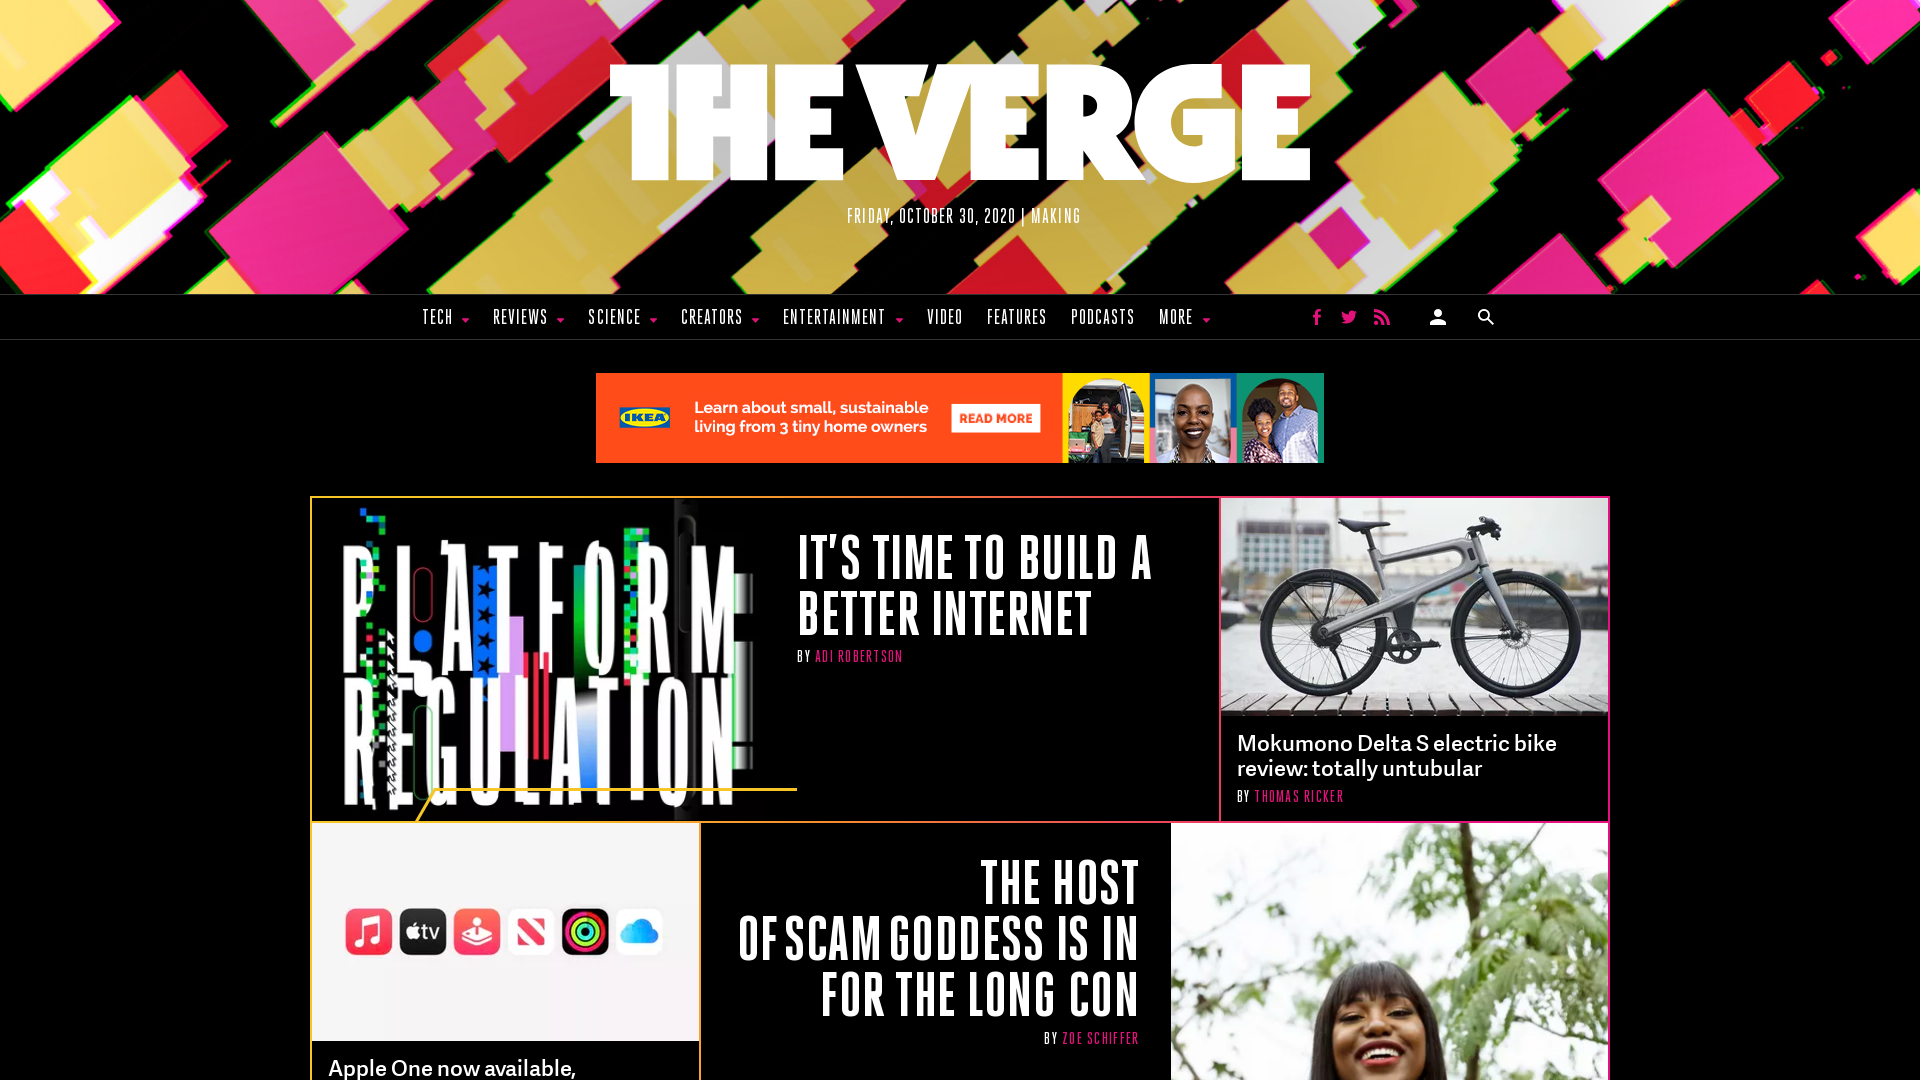 THE VERGE
FRIDAY, OCTOBER 30, 2020 | MAKING
TECH REVIEWS SCIENCE CREATORS ENTERTAINMENT VIDEO FEATURES PODCASTS MORE
IKEA
Learn about small, sustainable
living from 3 tiny home owners
READ MORE
PLATFORM
REGULATION
IT'S TIME TO BUILD A
BETTER INTERNET
BY ADI ROBERTSON
Mokumono Delta S electric bike
review: totally untubular
BY THOMAS RICKER
tv
Apple One now available,
THE HOST
OF SCAM GODDESS IS IN
FOR THE LONG CON
BY ZOE SCHIFFER